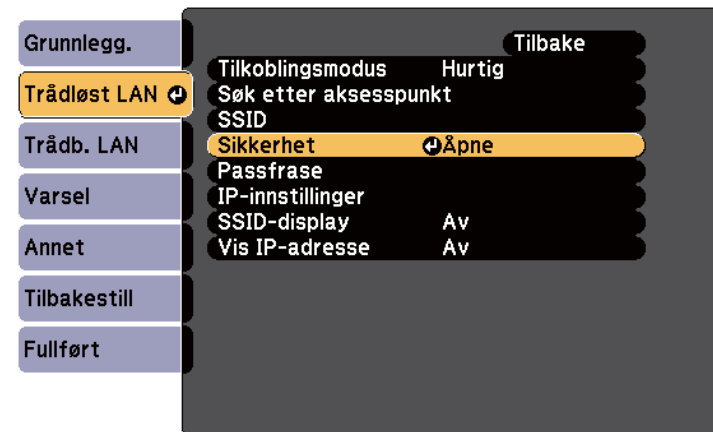 Grunnlegg.
Trådløst LAN
Trådb. LAN
Varsel
Annet
Tilbakestill
Fullført
Tilbake
Tilkoblingsmodus Hurtig
Søk etter aksesspunkt
SSID
Sikkerhet Åpne
Passfrase
IP-innstillinger
SSID-display Av
Vis IP-adresse Av